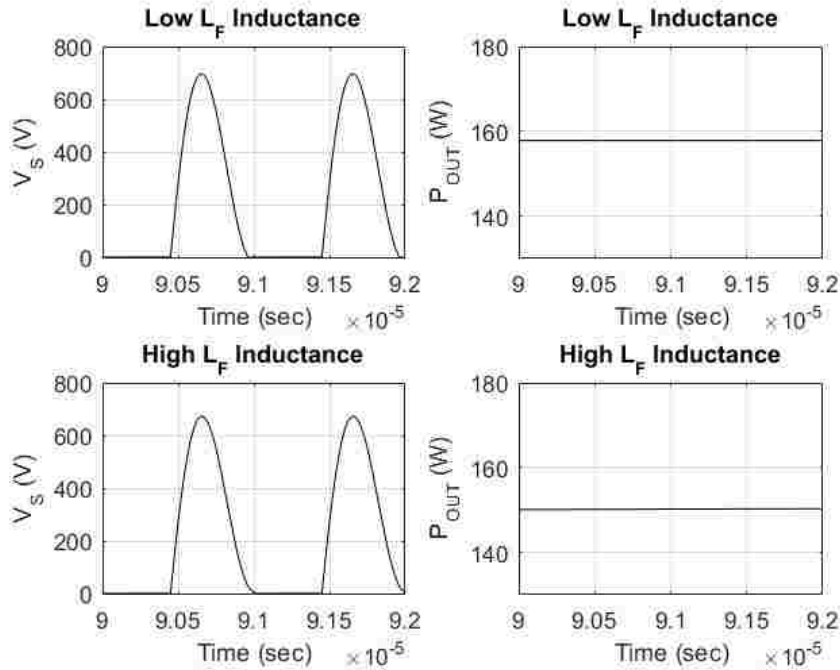 Low L_F Inductance
800
600
400
200
0
V_S (V)
9 9.05 9.1 9.15 9.2
Time (sec) ×10^-5
Low L_F Inductance
180
160
140
P_OUT (W)
9 9.05 9.1 9.15 9.2
Time (sec) ×10^-5
High L_F Inductance
800
600
400
200
0
V_S (V)
9 9.05 9.1 9.15 9.2
Time (sec) ×10^-5
High L_F Inductance
180
160
140
P_OUT (W)
9 9.05 9.1 9.15 9.2
Time (sec) ×10^-5